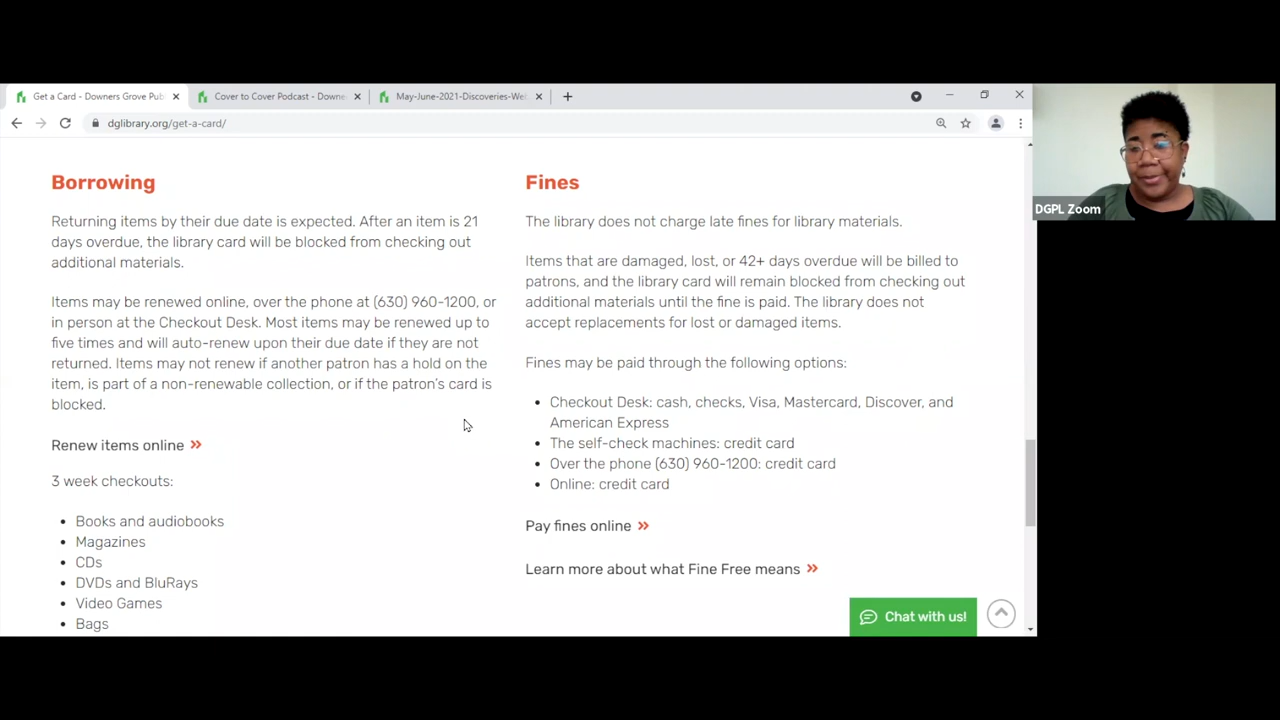 Get a Card - Downers Grove Pub
Cover to Cover Podcast - Downe
May-June-2021-Discoveries-We
dglibrary.org/get-a-card/
DGPL Zoom
Borrowing
Returning items by their due date is expected. After an item is 21
days overdue, the library card will be blocked from checking out
additional materials.
Items may be renewed online, over the phone at (630) 960-1200, or
in person at the Checkout Desk. Most items may be renewed up to
five times and will auto-renew upon their due date if they are not
returned. Items may not renew if another patron has a hold on the
item, is part of a non-renewable collection, or if the patron's card is
blocked.
Renew items online »
3 week checkouts:
• Books and audiobooks
• Magazines
• CDs
• DVDs and BluRays
• Video Games
• Bags
Fines
The library does not charge late fines for library materials.
Items that are damaged, lost, or 42+ days overdue will be billed to
patrons, and the library card will remain blocked from checking out
additional materials until the fine is paid. The library does not
accept replacements for lost or damaged items.
Fines may be paid through the following options:
• Checkout Desk: cash, checks, Visa, Mastercard, Discover, and
American Express
• The self-check machines: credit card
• Over the phone (630) 960-1200: credit card
• Online: credit card
Pay fines online »
Learn more about what Fine Free means »
Chat with us!